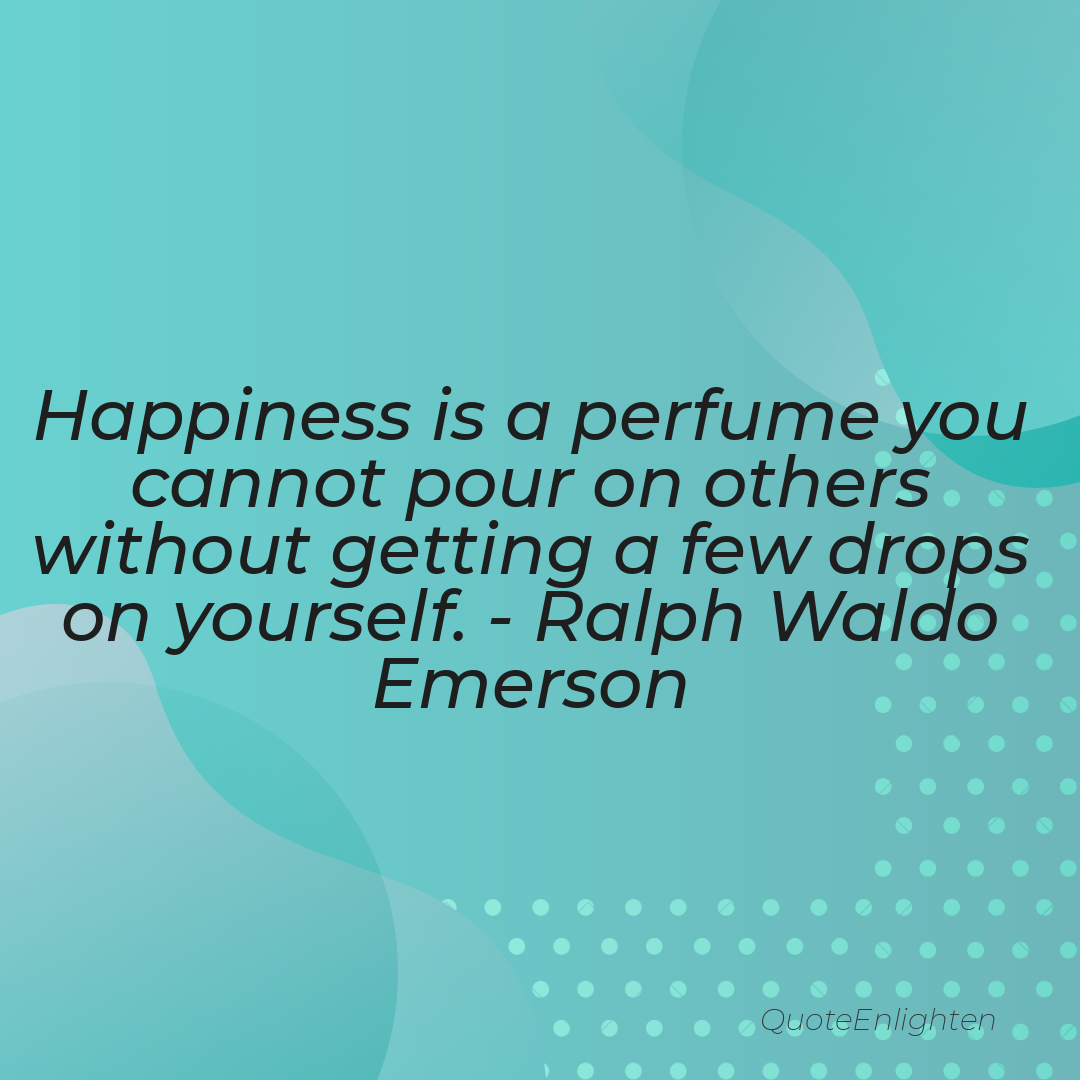 Happiness is a perfume you
cannot pour on others
without getting a few drops
on yourself. - Ralph Waldo
Emerson
QuoteEnlighten